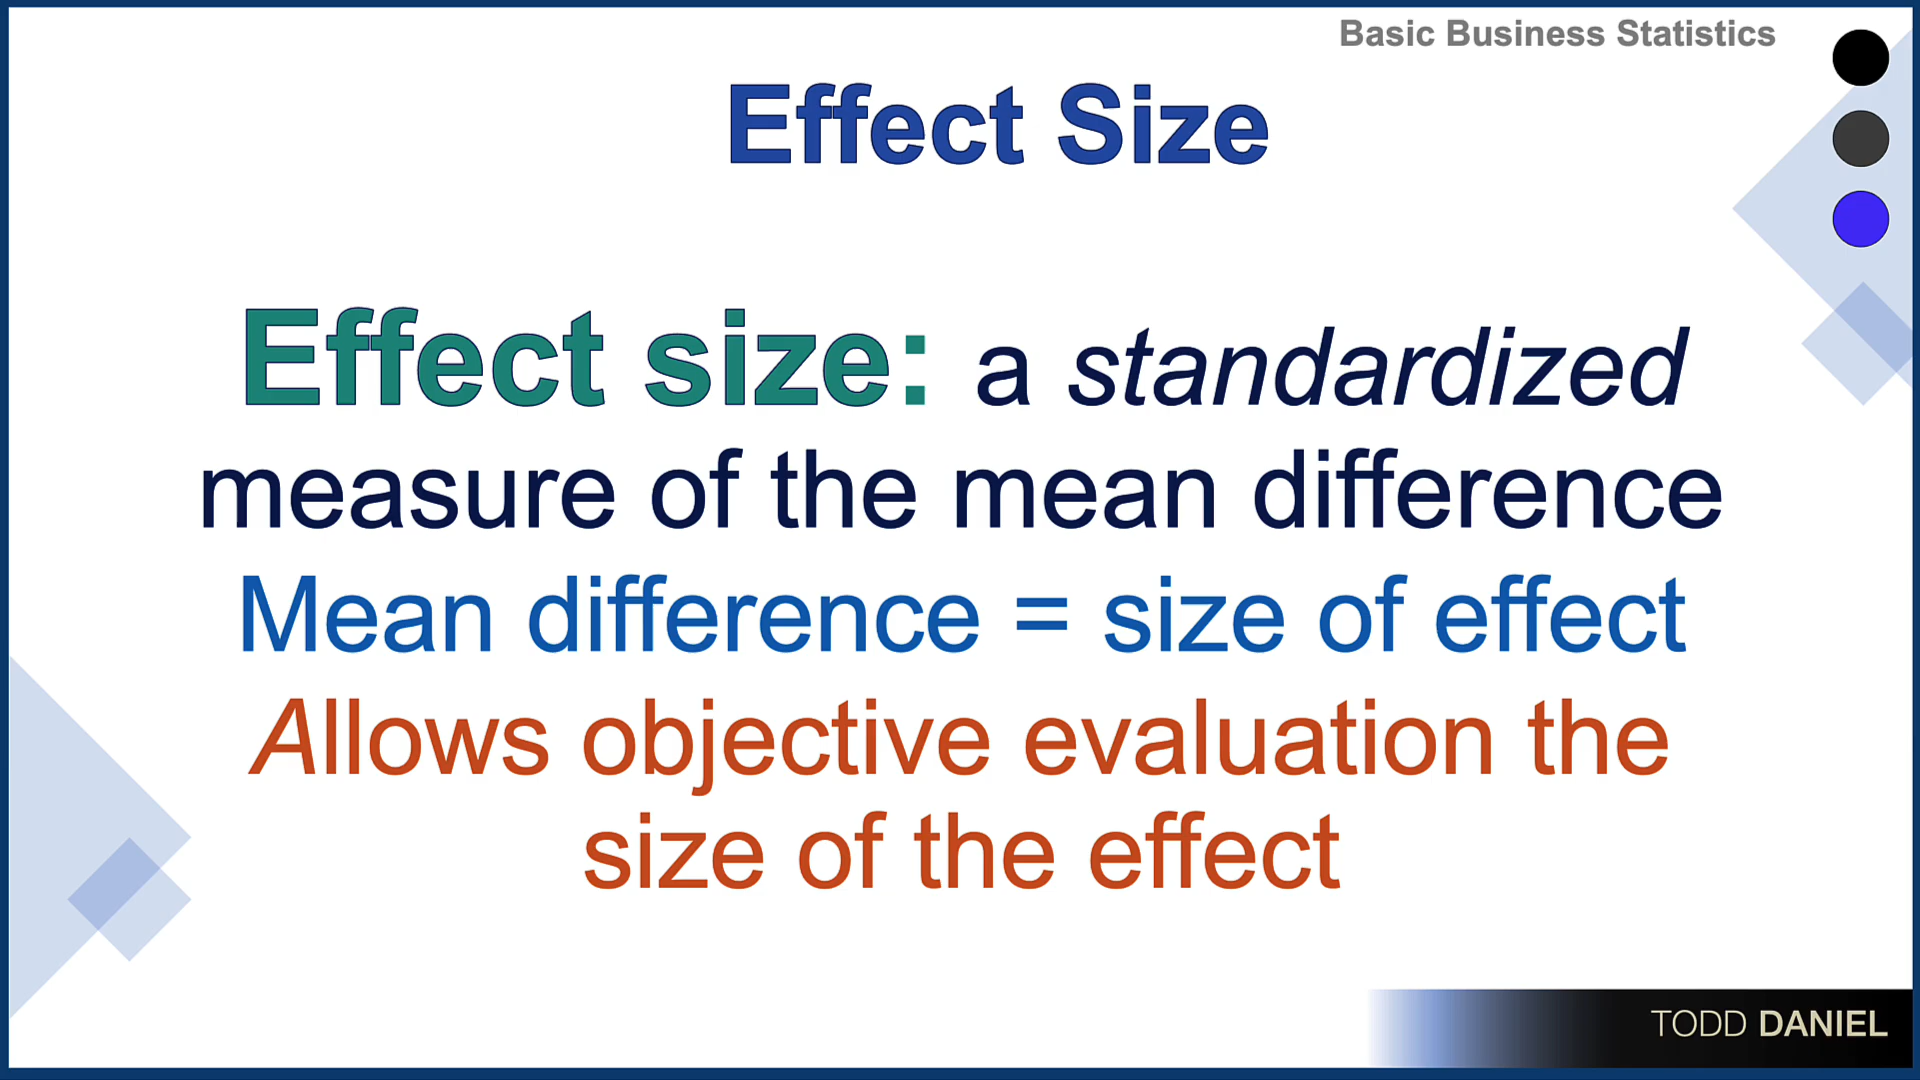 Basic Business Statistics
Effect Size
Effect size: a standardized
measure of the mean difference
Mean difference = size of effect
Allows objective evaluation the
size of the effect
TODD DANIEL